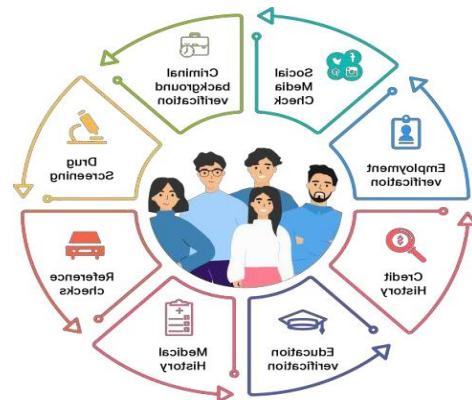 Criminal
background
verification
Social
Media
Check
Drug
Screening
Employment
verification
Reference
checks
Credit
History
Medical
History
Education
verification